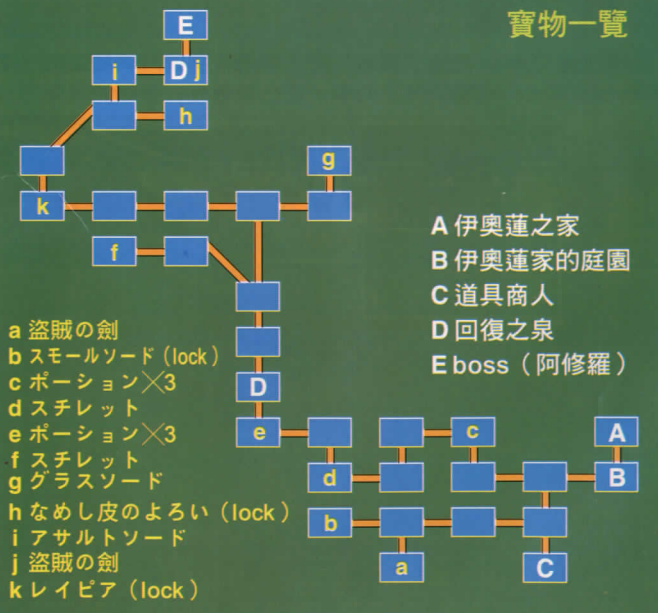 寶物一覽
E
i
D j
h
g
k
f
A 伊奧蓮之家
B 伊奧蓮家的庭園
C 道具商人
D 回復之泉
E boss（阿修羅）
a 盜賊の劍
b スモールソード（lock）
c ポーション×3
d スチレット
e ポーション×3
f スチレット
g グラスソード
h なめし皮のよろい（lock）
i アサルトソード
j 盜賊の劍
k レイピア（lock）
D
e
c
A
d
B
b
a
C